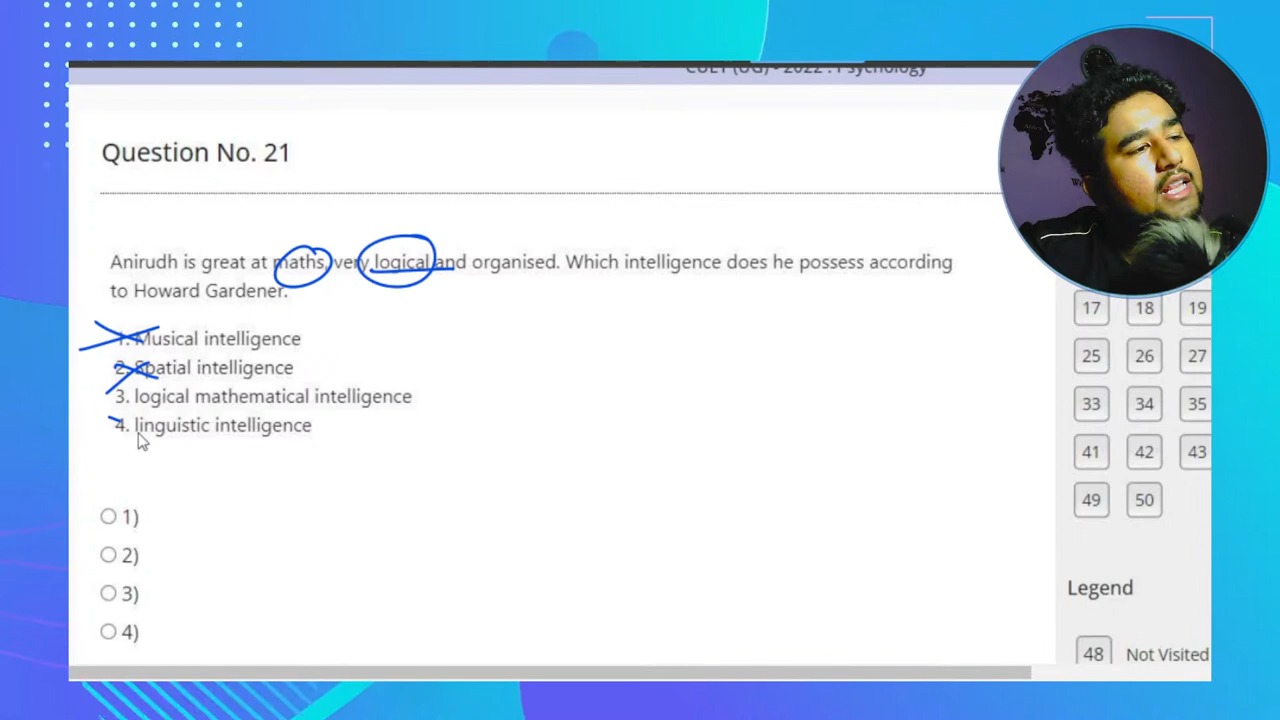 CUET (UG) - 2022 : Psychology
Question No. 21
Anirudh is great at maths, very logical and organised. Which intelligence does he possess according
to Howard Gardener.
1. Musical intelligence
2. Spatial intelligence
3. logical mathematical intelligence
4. linguistic intelligence
1)
2)
3)
4)
17 18 19
25 26 27
33 34 35
41 42 43
49 50
Legend
48 Not Visited